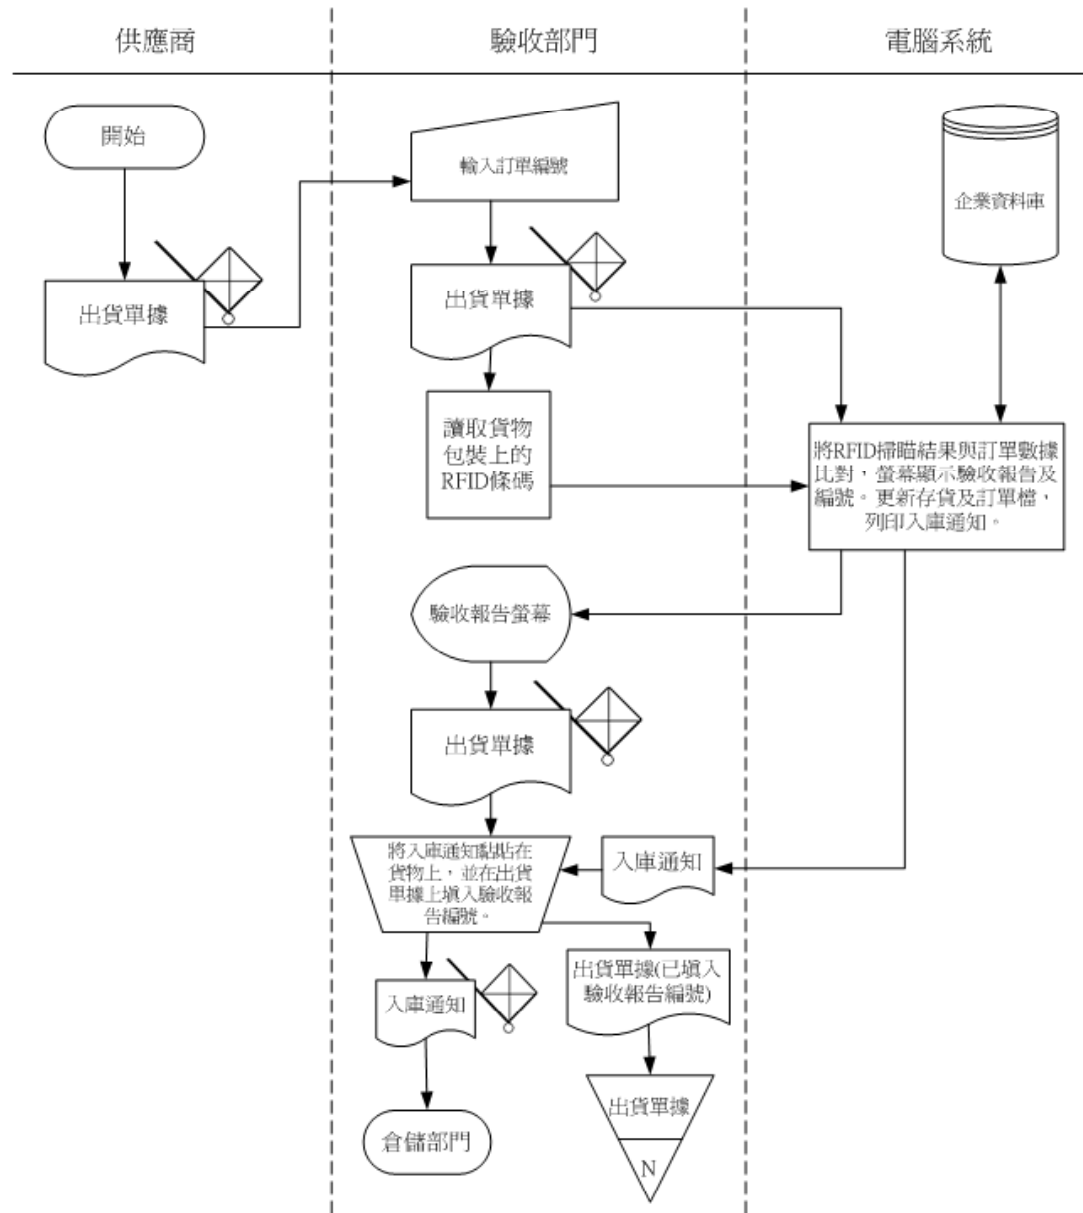 供應商
驗收部門
電腦系統
開始
輸入訂單編號
企業資料庫
出貨單據
出貨單據
讀取貨物
包裝上的
RFID條碼
將RFID掃瞄結果與訂單數據
比對，螢幕顯示驗收報告及
編號。更新存貨及訂單檔，
列印入庫通知。
驗收報告螢幕
出貨單據
將入庫通知黏貼在
貨物上，並在出貨
單據上填入驗收報
告編號。
入庫通知
入庫通知
出貨單據(已填入
驗收報告編號)
倉儲部門
出貨單據
N